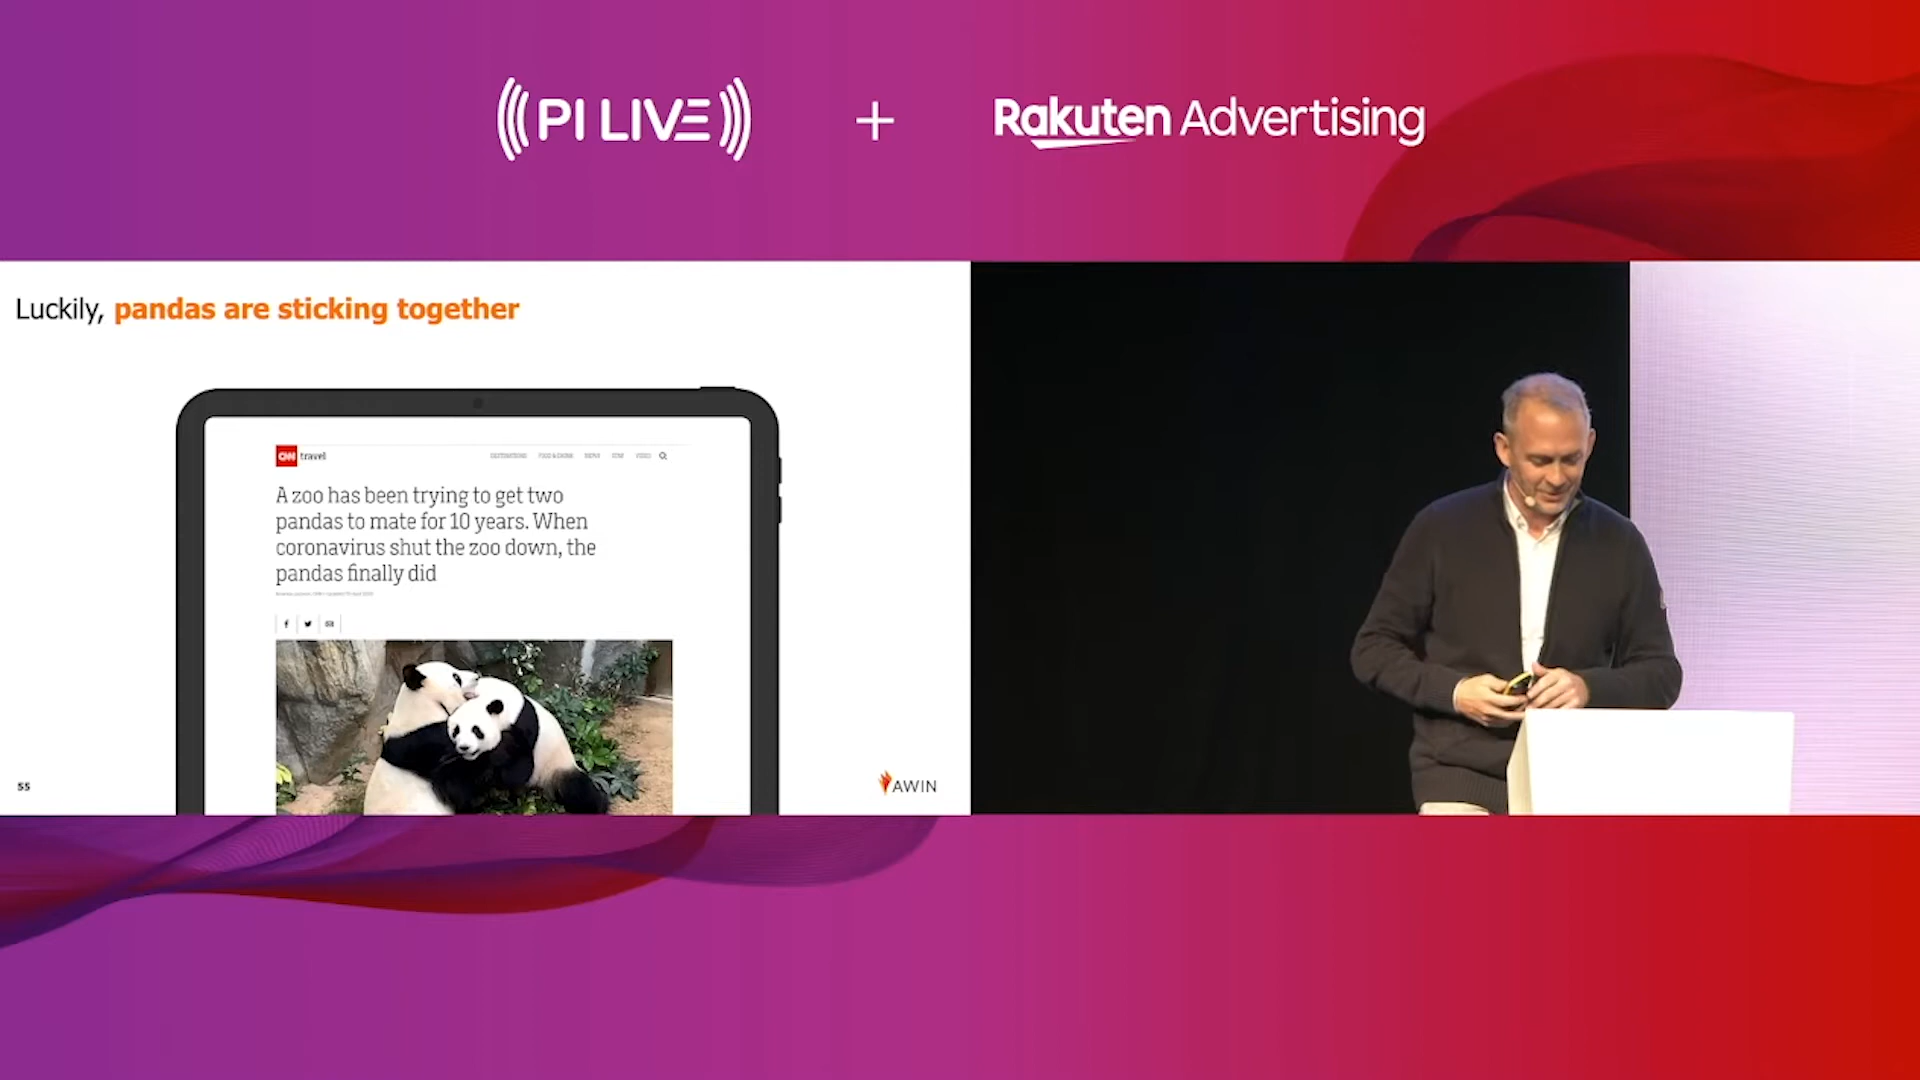 PI LIVE + Rakuten Advertising
Luckily, pandas are sticking together
CNN travel
A zoo has been trying to get two
pandas to mate for 10 years. When
coronavirus shut the zoo down, the
pandas finally did
55
AWIN